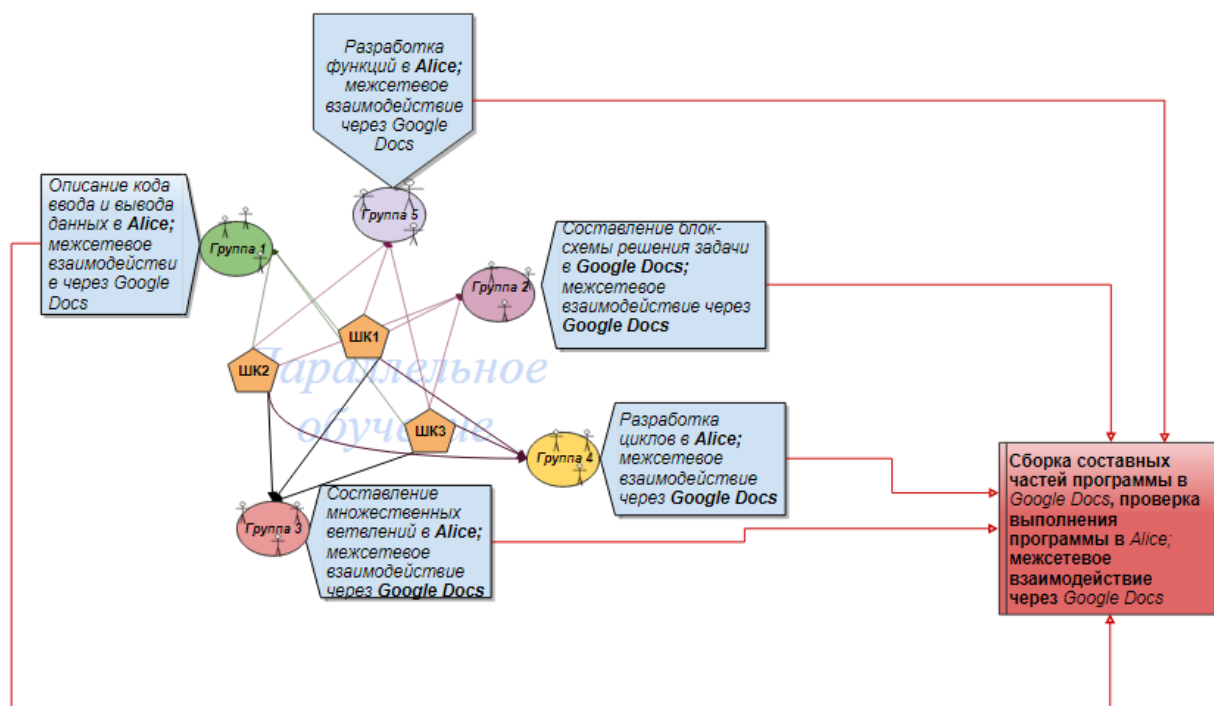 Разработка
функций в Alice;
межсетевое
взаимодействие
через Google
Docs
Описание кода
ввода и вывода
данных в Alice;
межсетевое
взаимодействи
е через Google
Docs
Группа 1
Группа 5
Группа 2
Составление блок-
схемы решения задачи
в Google Docs;
межсетевое
взаимодействие через
Google Docs
ШК1
ШК2
Параллельное
обучение
ШК3
Группа 4
Разработка
циклов в Alice;
межсетевое
взаимодействие
через Google Docs
Группа 3
Составление
множественных
ветвлений в Alice;
межсетевое
взаимодействие
через Google Docs
Сборка составных
частей программы в
Google Docs, проверка
выполнения
программы в Alice;
межсетевое
взаимодействие
через Google Docs